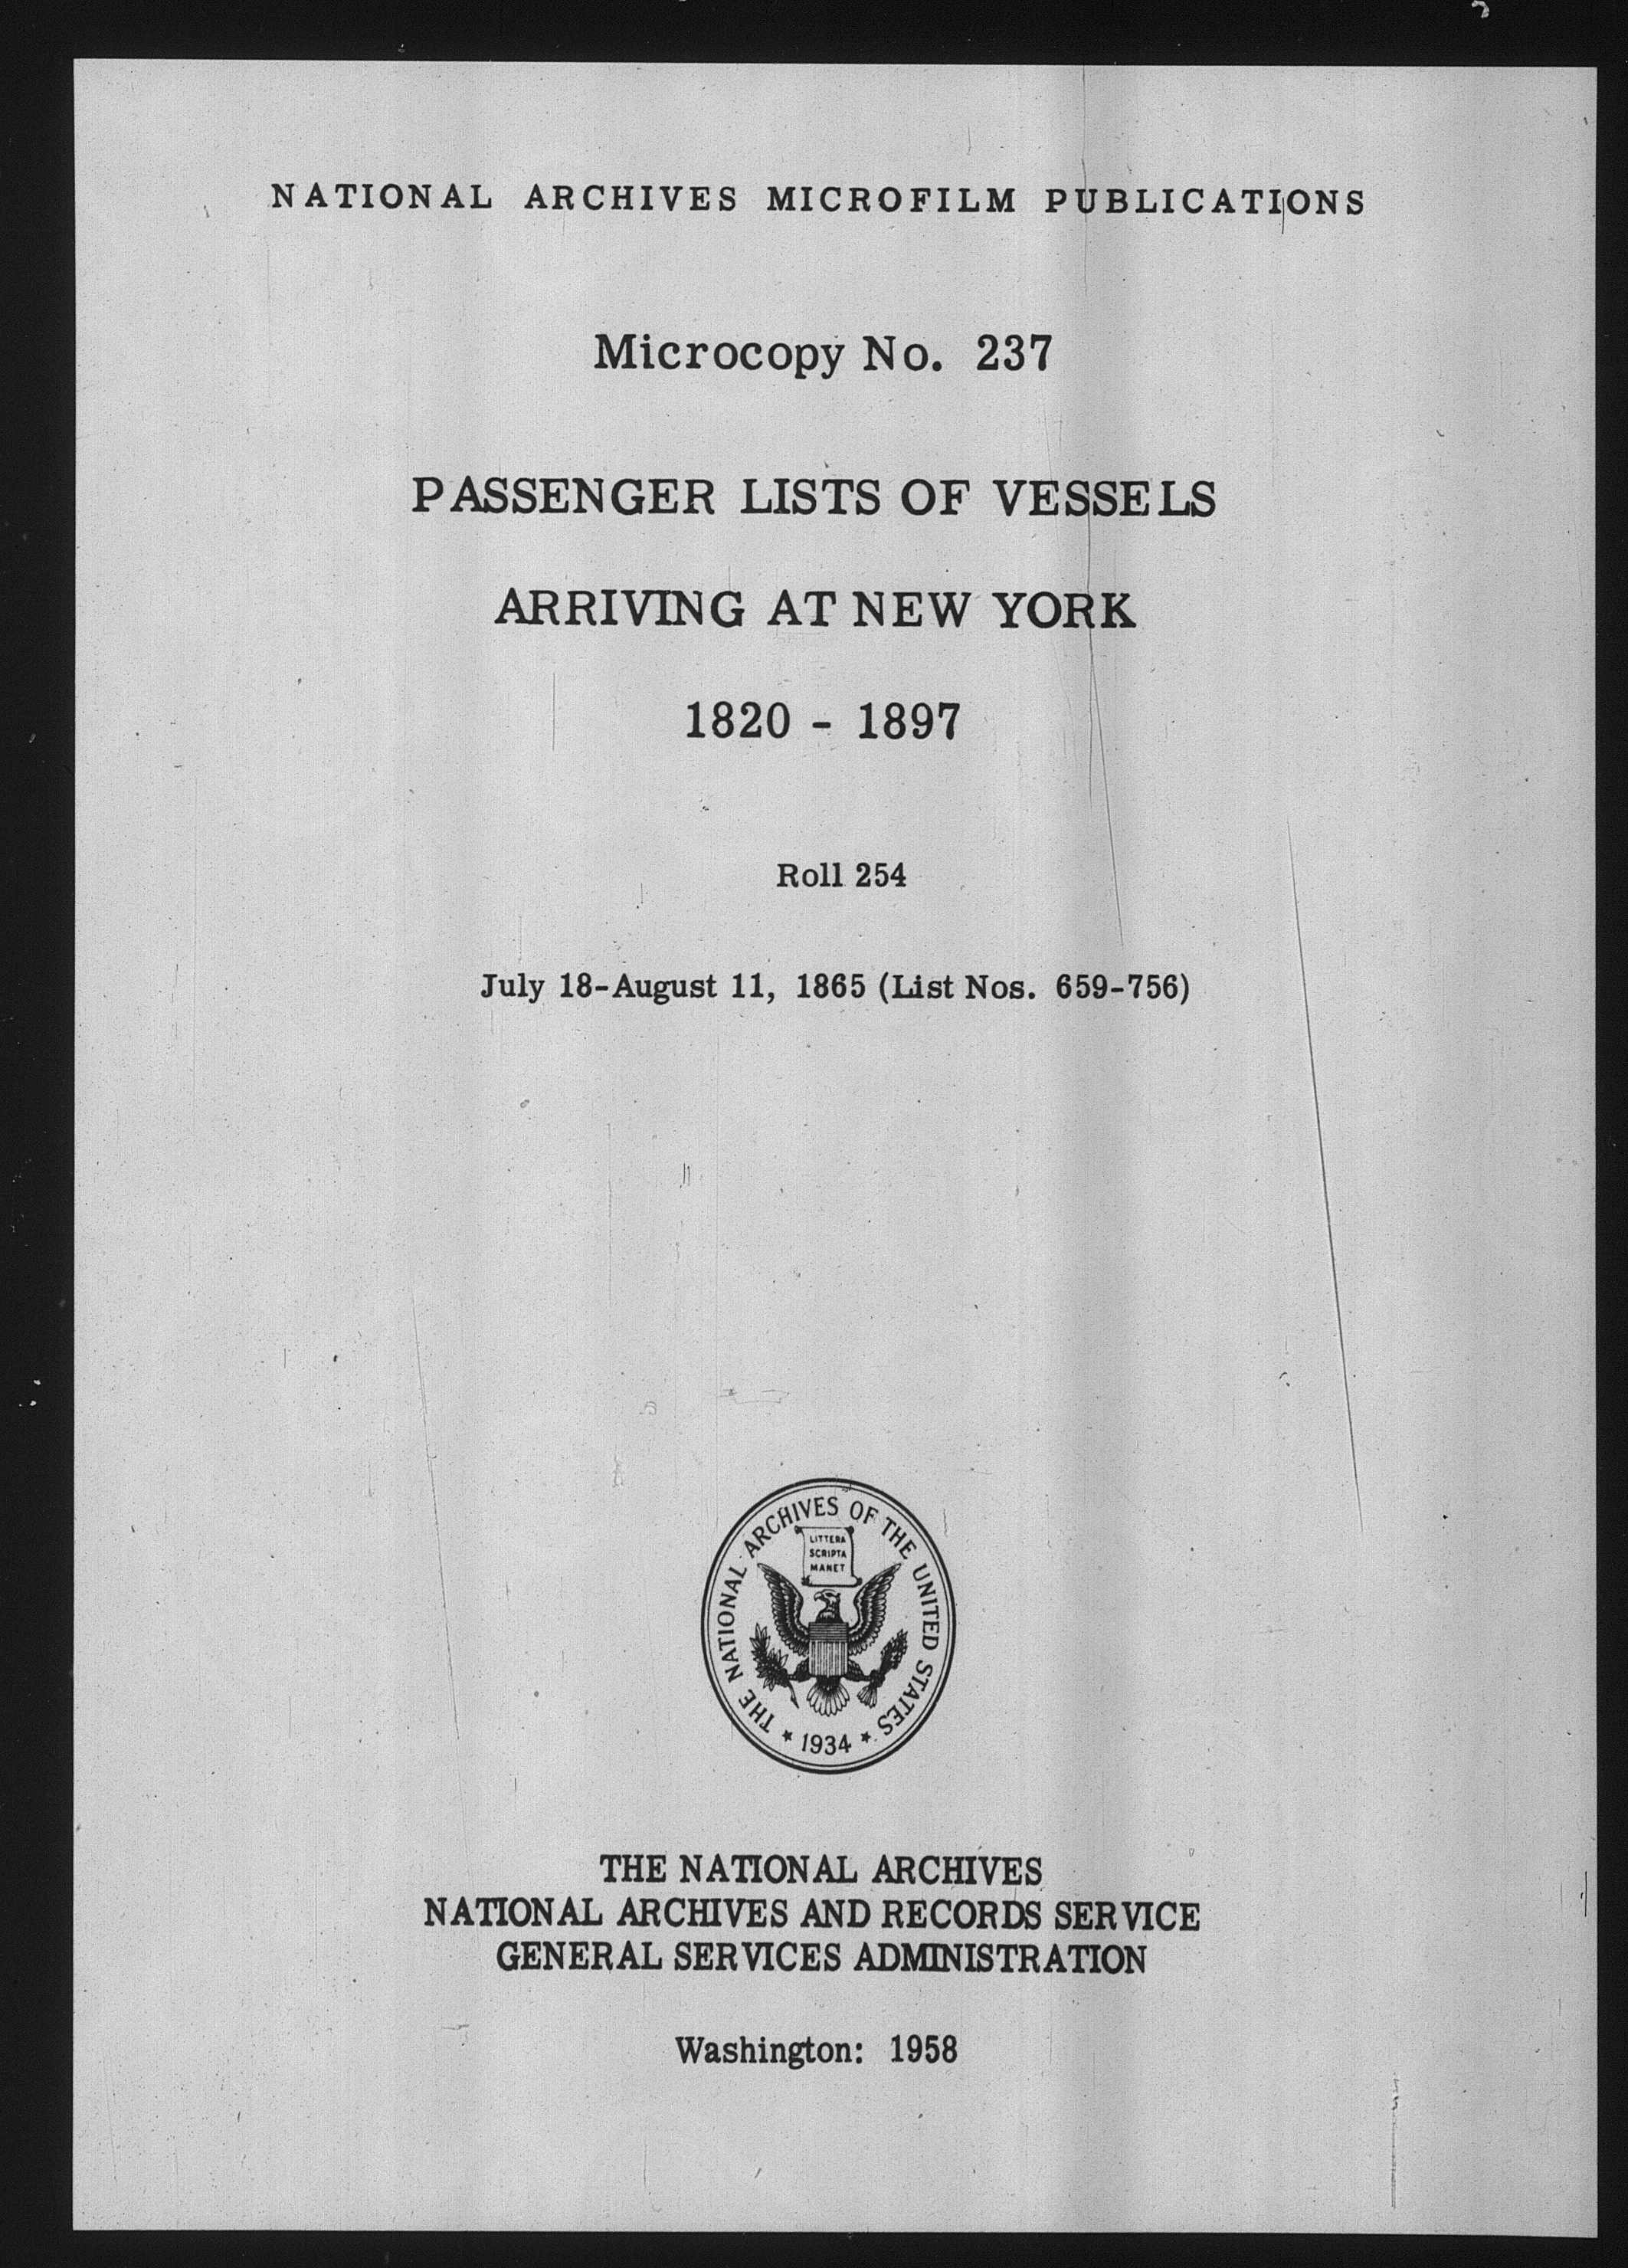 NATIONAL ARCHIVES MICROFILM PUBLICATIONS
Microcopy No. 237
PASSENGER LISTS OF VESSELS
ARRIVING AT NEW YORK
1820 - 1897
Roll 254
July 18-August 11, 1865 (List Nos. 659-756)
THE NATIONAL ARCHIVES OF THE UNITED STATES
LITTERA
SCRIPTA
MANET
★ 1934 ★
THE NATIONAL ARCHIVES
NATIONAL ARCHIVES AND RECORDS SERVICE
GENERAL SERVICES ADMINISTRATION
Washington: 1958